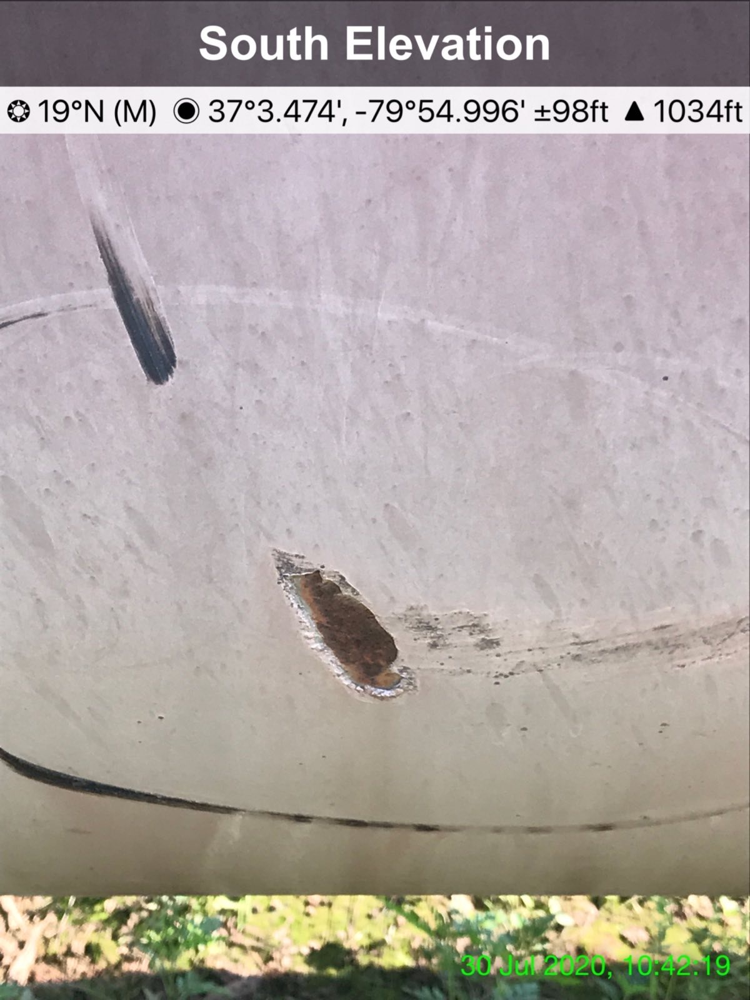 South Elevation
19°N (M) 37°3.474', -79°54.996' ±98ft ▲ 1034ft
30 Jul 2020, 10:42:19